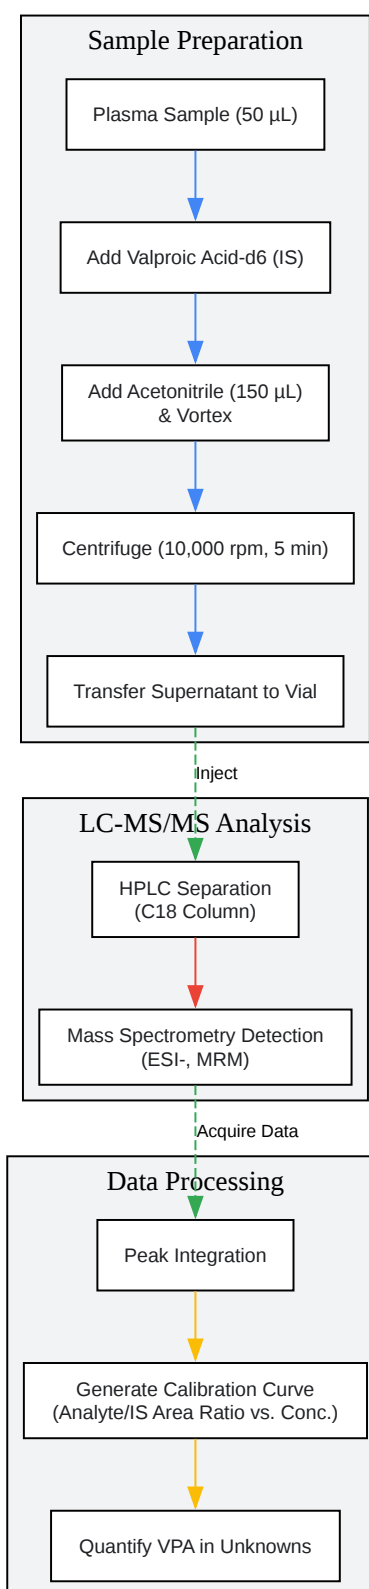 Sample Preparation
Plasma Sample (50 µL)
Add Valproic Acid-d6 (IS)
Add Acetonitrile (150 µL)
& Vortex
Centrifuge (10,000 rpm, 5 min)
Transfer Supernatant to Vial
Inject
LC-MS/MS Analysis
HPLC Separation
(C18 Column)
Mass Spectrometry Detection
(ESI-, MRM)
Acquire Data
Data Processing
Peak Integration
Generate Calibration Curve
(Analyte/IS Area Ratio vs. Conc.)
Quantify VPA in Unknowns